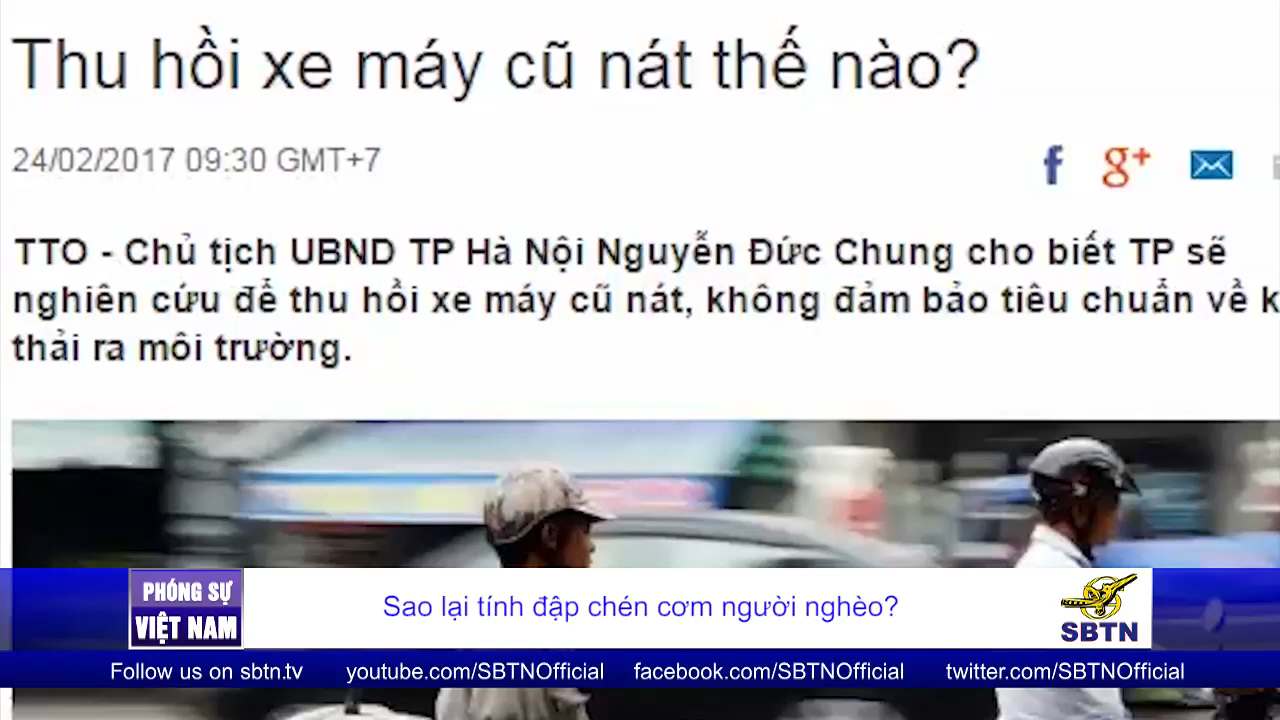 Thu hồi xe máy cũ nát thế nào?
24/02/2017 09:30 GMT+7
f g+
TTO - Chủ tịch UBND TP Hà Nội Nguyễn Đức Chung cho biết TP sẽ
nghiên cứu để thu hồi xe máy cũ nát, không đảm bảo tiêu chuẩn về k
thải ra môi trường.
PHÓNG SỰ
VIỆT NAM
Sao lại tính đập chén cơm người nghèo?
SBTN
Follow us on sbtn.tv youtube.com/SBTNOfficial facebook.com/SBTNOfficial twitter.com/SBTNOfficial